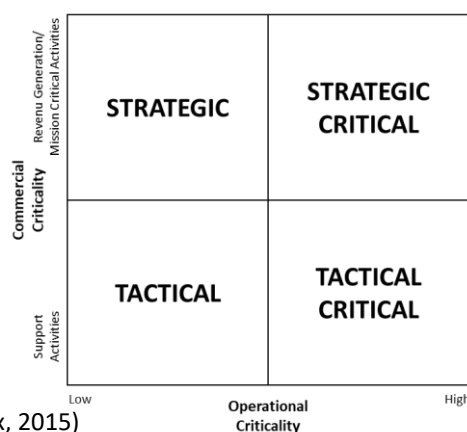 Revenu Generation/
Mission Critical Activities
Commercial
Criticality
Support
Activities
STRATEGIC
STRATEGIC
CRITICAL
TACTICAL
TACTICAL
CRITICAL
Low
Operational
Criticality
High
x, 2015)